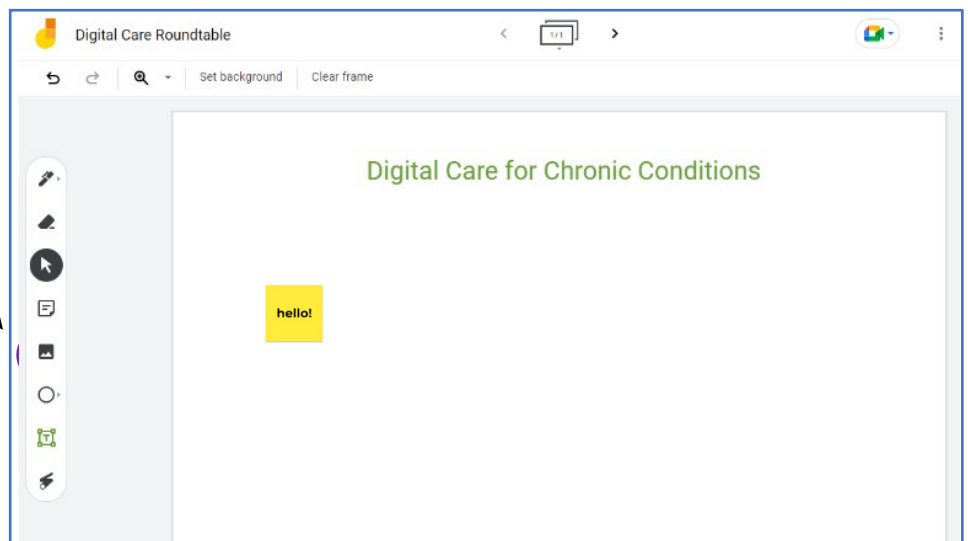 Digital Care Roundtable
1/1
Set background Clear frame
Digital Care for Chronic Conditions
hello!